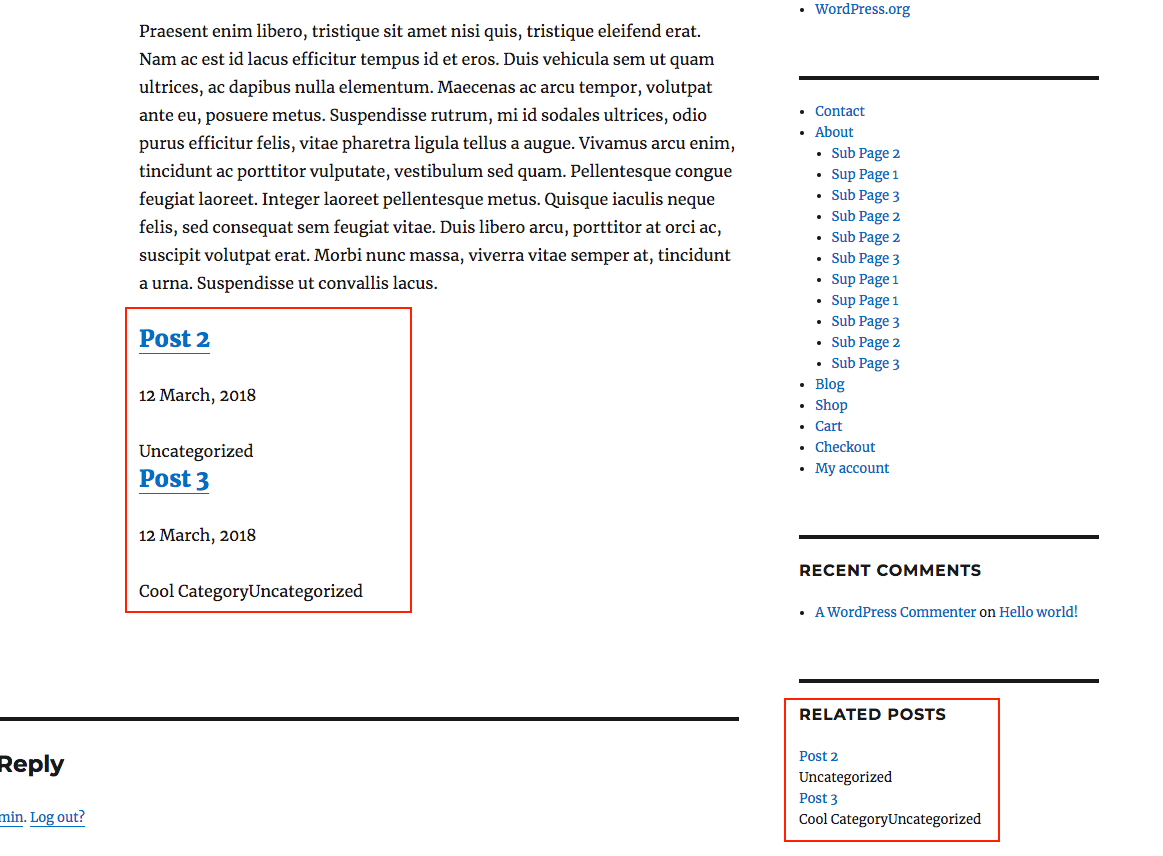 Praesent enim libero, tristique sit amet nisi quis, tristique eleifend erat.
Nam ac est id lacus efficitur tempus id et eros. Duis vehicula sem ut quam
ultrices, ac dapibus nulla elementum. Maecenas ac arcu tempor, volutpat
ante eu, posuere metus. Suspendisse rutrum, mi id sodales ultrices, odio
purus efficitur felis, vitae pharetra ligula tellus a augue. Vivamus arcu enim,
tincidunt ac porttitor vulputate, vestibulum sed quam. Pellentesque congue
feugiat laoreet. Integer laoreet pellentesque metus. Quisque iaculis neque
felis, sed consequat sem feugiat vitae. Duis libero arcu, porttitor at orci ac,
suscipit volutpat erat. Morbi nunc massa, viverra vitae semper at, tincidunt
a urna. Suspendisse ut convallis lacus.
Post 2
12 March, 2018
Uncategorized
Post 3
12 March, 2018
Cool CategoryUncategorized
Reply
min. Log out?
WordPress.org
Contact
About
Sub Page 2
Sup Page 1
Sub Page 3
Sub Page 2
Sub Page 2
Sub Page 3
Sup Page 1
Sup Page 1
Sub Page 3
Sub Page 2
Sub Page 3
Blog
Shop
Cart
Checkout
My account
RECENT COMMENTS
A WordPress Commenter on Hello world!
RELATED POSTS
Post 2
Uncategorized
Post 3
Cool CategoryUncategorized